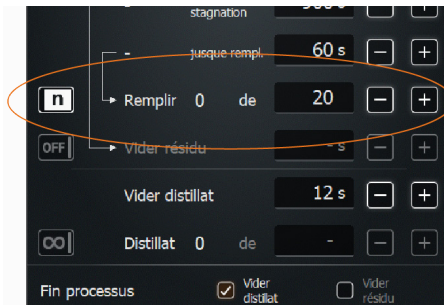 -
stagnation
-
jusque rempl.
60 s
−
+
n
Remplir 0 de 20
−
+
OFF
Vider résidu
- s
−
+
Vider distillat 12 s
−
+
∞
Distillat 0 de -
−
+
Fin processus
Vider
distillat
Vider
résidu